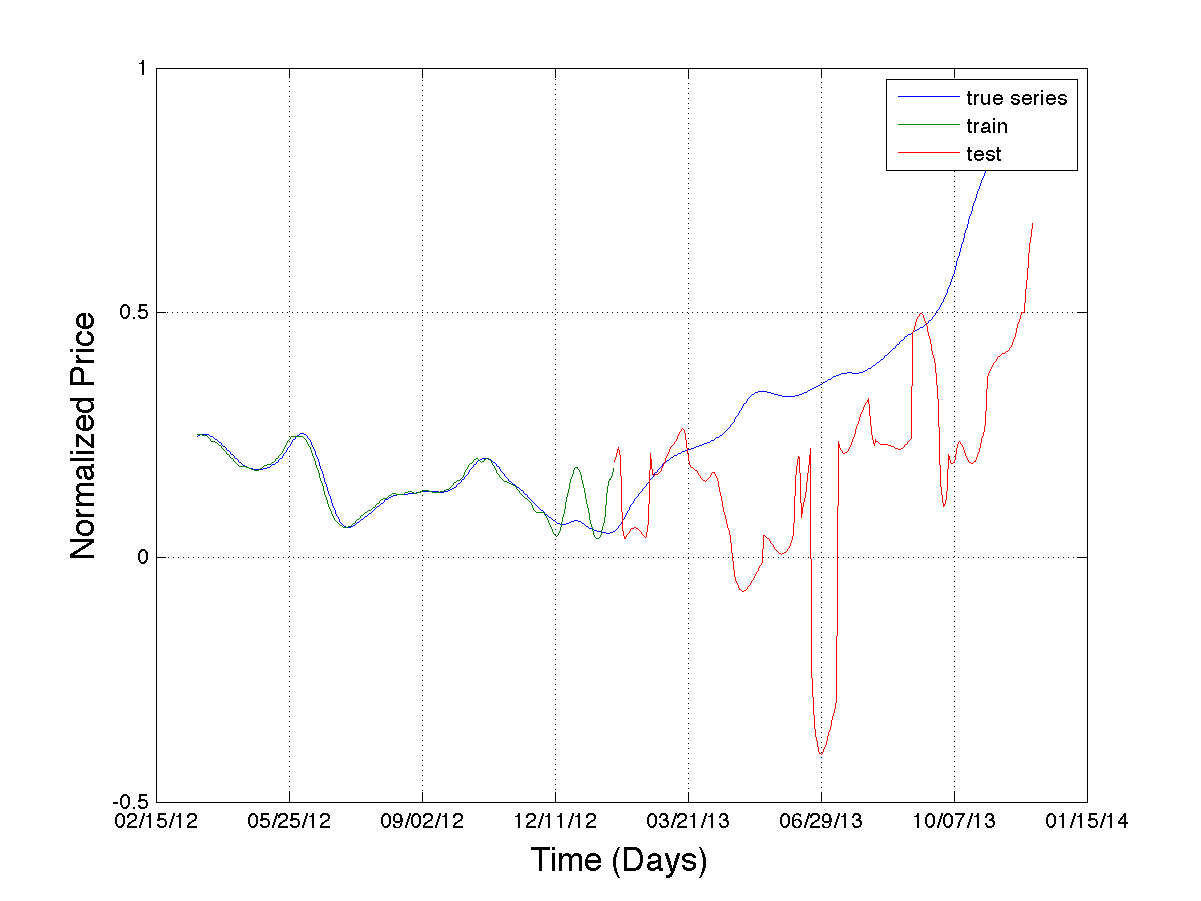 1
true series
train
test
0.5
0
-0.5
Normalized Price
02/15/12 05/25/12 09/02/12 12/11/12 03/21/13 06/29/13 10/07/13 01/15/14
Time (Days)